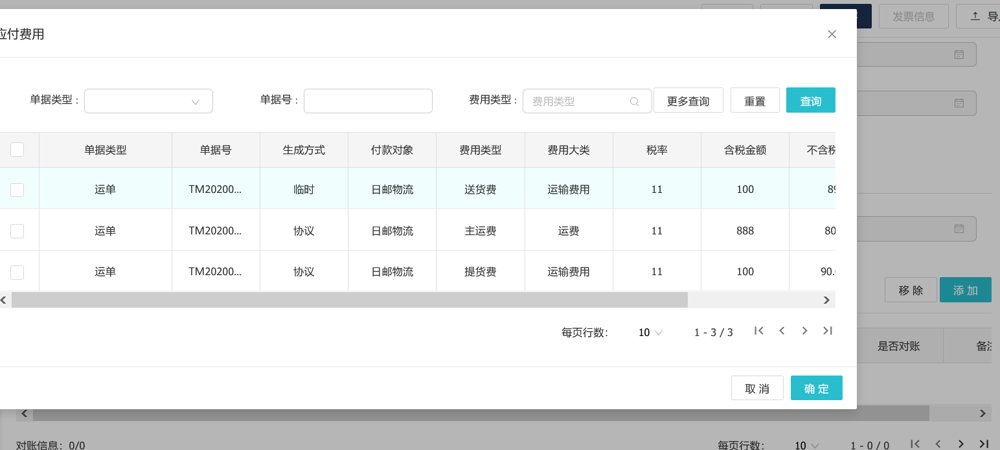 发票信息
导入
应付费用
单据类型 :
单据号 :
费用类型 : 费用类型 更多查询 重置 查询
单据类型 单据号 生成方式 付款对象 费用类型 费用大类 税率 含税金额 不含税
运单 TM20200... 临时 日邮物流 送货费 运输费用 11 100 89
运单 TM20200... 协议 日邮物流 主运费 运费 11 888 80
运单 TM20200... 协议 日邮物流 提货费 运输费用 11 100 90.
移 除 添 加
每页行数: 10 1 - 3 / 3
是否对账 备注
取 消 确 定
对账信息: 0/0 每页行数: 10 1 - 0 / 0